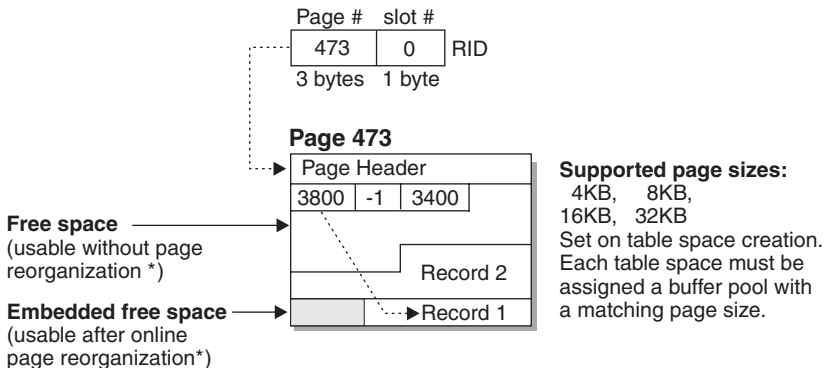 Page # slot #
473 0 RID
3 bytes 1 byte
Page 473
Page Header
3800 -1 3400
Record 2
Record 1
Free space
(usable without page
reorganization *)
Embedded free space
(usable after online
page reorganization*)
Supported page sizes:
4KB, 8KB,
16KB, 32KB
Set on table space creation.
Each table space must be
assigned a buffer pool with
a matching page size.